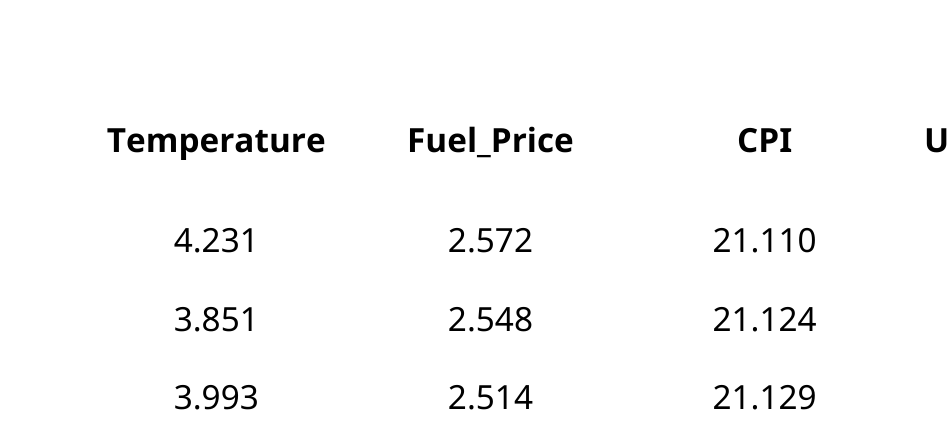 Temperature Fuel_Price CPI U
4.231 2.572 21.110
3.851 2.548 21.124
3.993 2.514 21.129